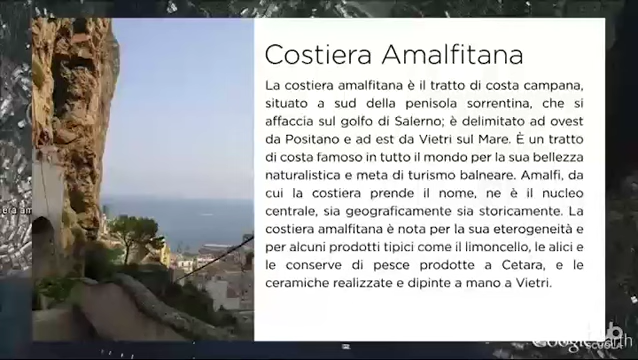 Costiera Amalfitana
La costiera amalfitana è il tratto di costa campana,
situato a sud della penisola sorrentina, che si
affaccia sul golfo di Salerno; è delimitato ad ovest
da Positano e ad est da Vietri sul Mare. È un tratto
di costa famoso in tutto il mondo per la sua bellezza
naturalistica e meta di turismo balneare. Amalfi, da
cui la costiera prende il nome, ne è il nucleo
centrale, sia geograficamente sia storicamente. La
costiera amalfitana è nota per la sua eterogeneità e
per alcuni prodotti tipici come il limoncello, le alici e
le conserve di pesce prodotte a Cetara, e le
ceramiche realizzate e dipinte a mano a Vietri.
era am
SCUOLA